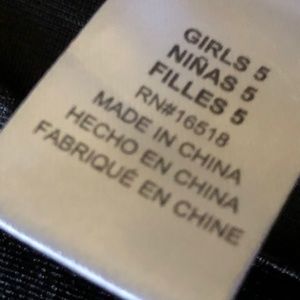 GIRLS 5
NIÑAS 5
FILLES 5
RN#16518
MADE IN CHINA
HECHO EN CHINA
FABRIQUÉ EN CHINE